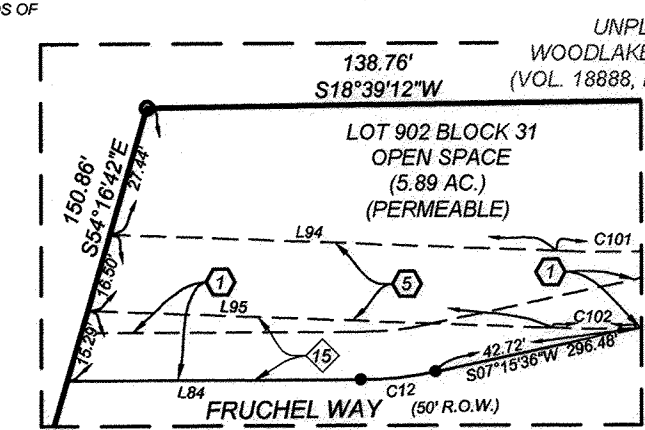 DS OF
UNPL
WOODLAKE
(VOL. 18888,
138.76'
S18°39'12"W
LOT 902 BLOCK 31
OPEN SPACE
(5.89 AC.)
(PERMEABLE)
150.86'
S54°16'42"E
27.44'
L94
C101
16.50'
1
5
1
L95
C102
15.29'
15
42.72'
S07°15'36"W 296.48'
L84
C12
FRUCHEL WAY (50' R.O.W.)